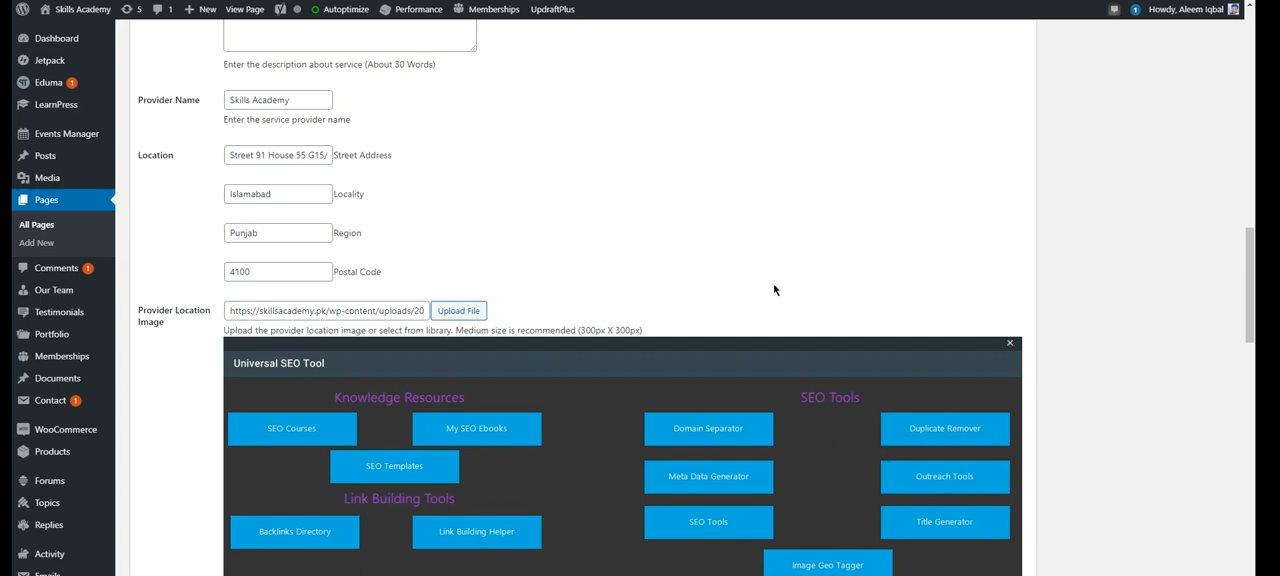 Skills Academy
5
1
New
View Page
Autoptimize
Performance
Memberships
UpdraftPlus
1
Howdy, Aleem Iqbal
Dashboard
Jetpack
Eduma 1
LearnPress
Events Manager
Posts
Media
Pages
All Pages
Add New
Comments 1
Our Team
Testimonials
Portfolio
Memberships
Documents
Contact 1
WooCommerce
Products
Forums
Topics
Replies
Activity
Emails
Enter the description about service (About 30 Words)
Provider Name
Skills Academy
Enter the service provider name
Location
Street 91 House 55 G15/ Street Address
Islamabad Locality
Punjab Region
4100 Postal Code
Provider Location
Image
https://skillsacademy.pk/wp-content/uploads/20
Upload File
Upload the provider location image or select from library. Medium size is recommended (300px X 300px)
Universal SEO Tool
Knowledge Resources
SEO Courses
My SEO Ebooks
SEO Templates
Link Building Tools
Backlinks Directory
Link Building Helper
SEO Tools
Domain Separator
Duplicate Remover
Meta Data Generator
Outreach Tools
SEO Tools
Title Generator
Image Geo Tagger